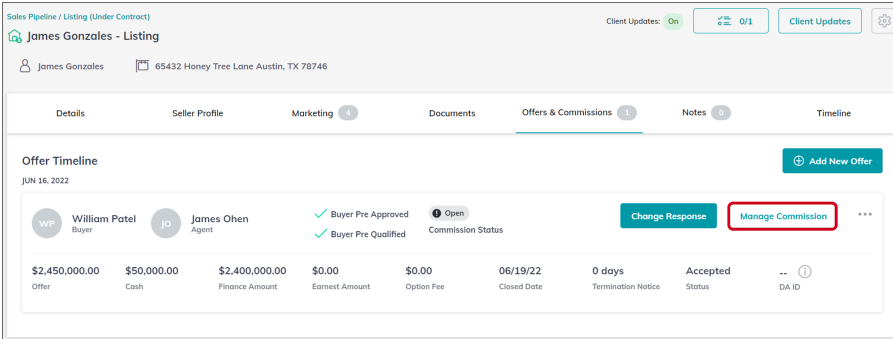 Sales Pipeline / Listing (Under Contract)
Client Updates: On
0/1
Client Updates
James Gonzales - Listing
James Gonzales
65432 Honey Tree Lane Austin, TX 78746
Details
Seller Profile
Marketing 4
Documents
Offers & Commissions 1
Notes 0
Timeline
Offer Timeline
Add New Offer
JUN 16, 2022
WP
William Patel
Buyer
JO
James Ohen
Agent
Buyer Pre Approved
Buyer Pre Qualified
Open
Commission Status
Change Response
Manage Commission
$2,450,000.00
Offer
$50,000.00
Cash
$2,400,000.00
Finance Amount
$0.00
Earnest Amount
$0.00
Option Fee
06/19/22
Closed Date
0 days
Termination Notice
Accepted
Status
--
DA ID